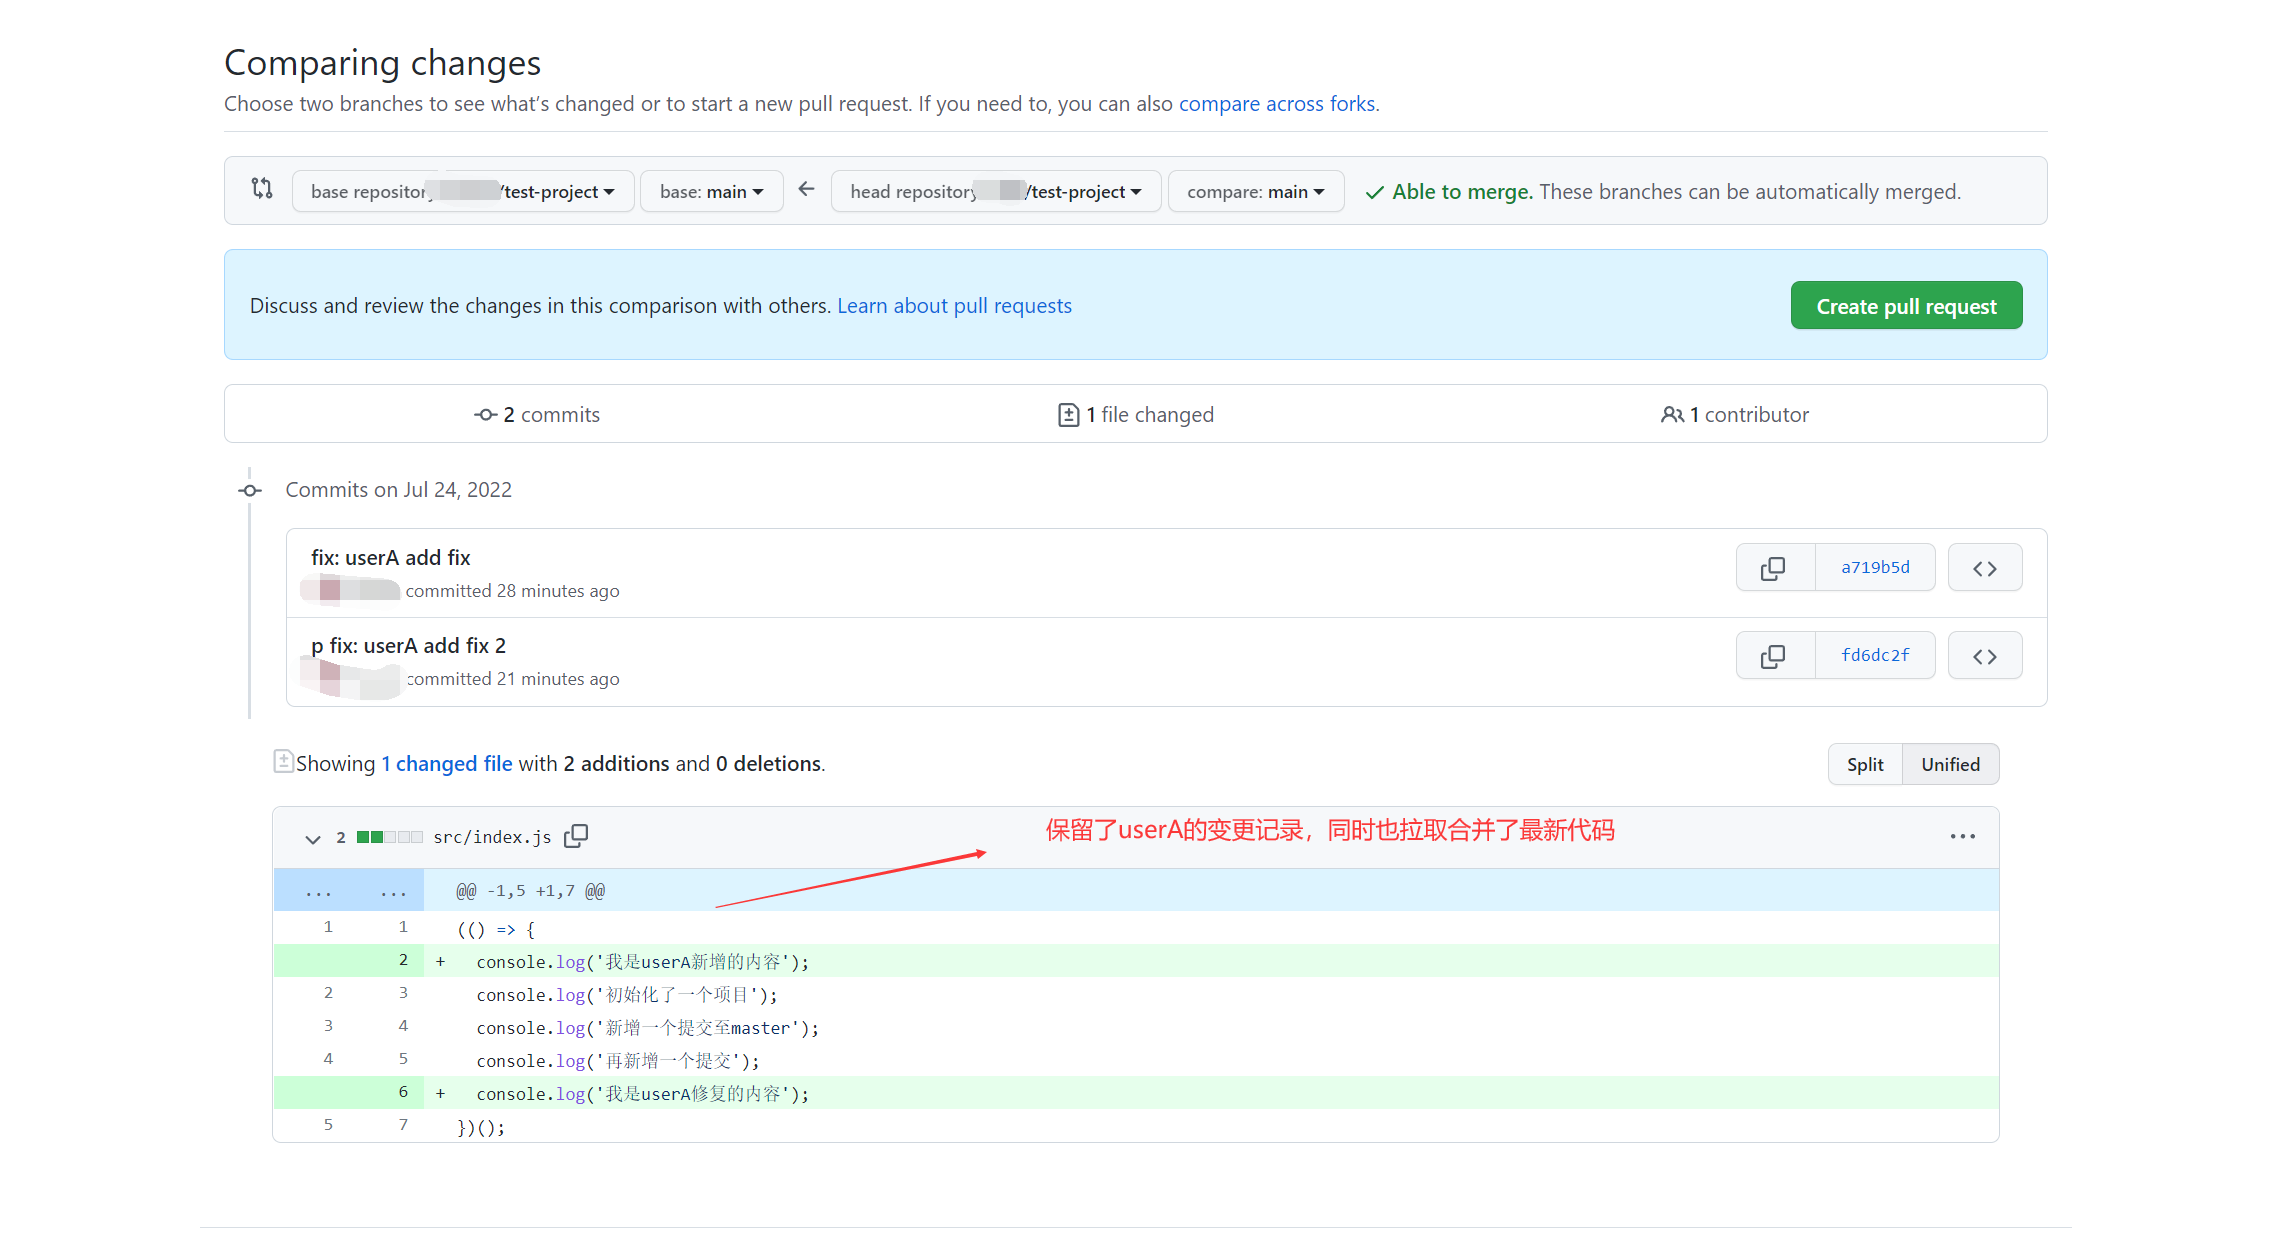 Comparing changes
Choose two branches to see what's changed or to start a new pull request. If you need to, you can also compare across forks.
base repository /test-project base: main head repository /test-project compare: main Able to merge. These branches can be automatically merged.
Discuss and review the changes in this comparison with others. Learn about pull requests Create pull request
2 commits 1 file changed 1 contributor
Commits on Jul 24, 2022
fix: userA add fix
committed 28 minutes ago a719b5d
p fix: userA add fix 2
committed 21 minutes ago fd6dc2f
Showing 1 changed file with 2 additions and 0 deletions. Split Unified
2 src/index.js 保留了userA的变更记录，同时也拉取合并了最新代码 ...
... ... @@ -1,5 +1,7 @@
1 1 (() => {
2 + console.log('我是userA新增的内容');
2 3 console.log('初始化了一个项目');
3 4 console.log('新增一个提交至master');
4 5 console.log('再新增一个提交');
6 + console.log('我是userA修复的内容');
5 7 })();